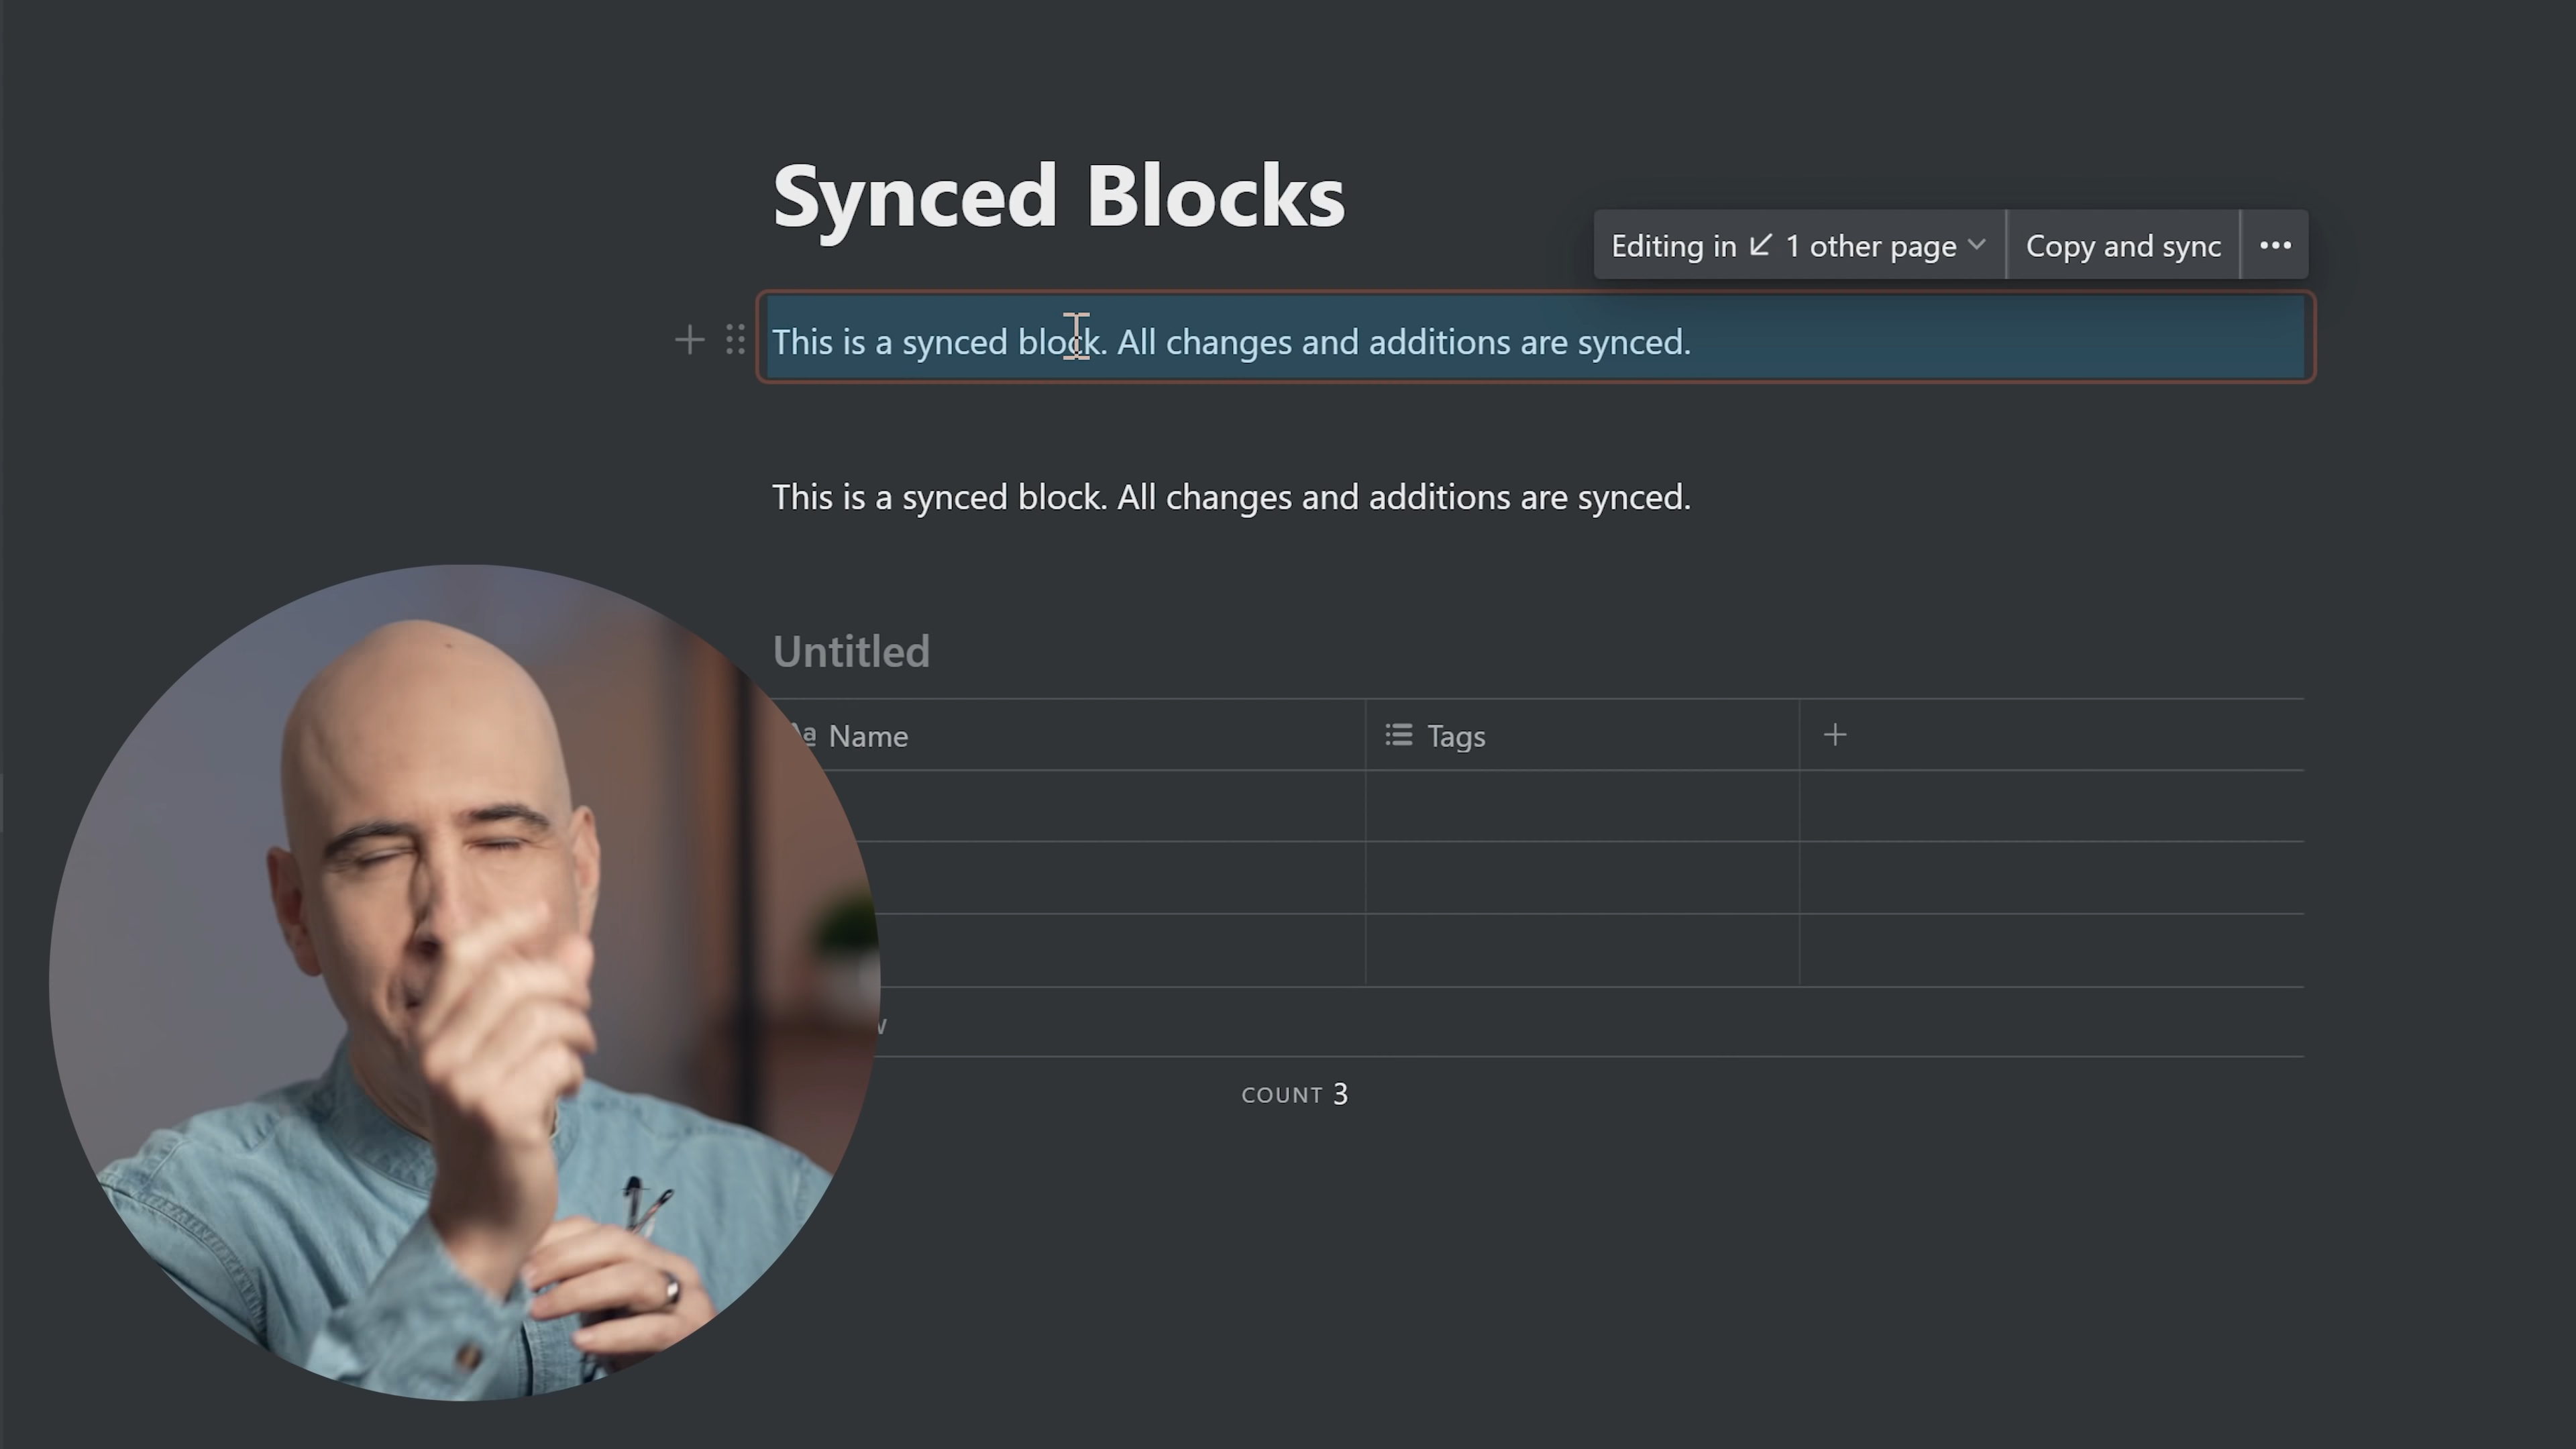 Synced Blocks
Editing in ↙ 1 other page
Copy and sync
This is a synced block. All changes and additions are synced.
This is a synced block. All changes and additions are synced.
Untitled
Name
Tags
COUNT 3